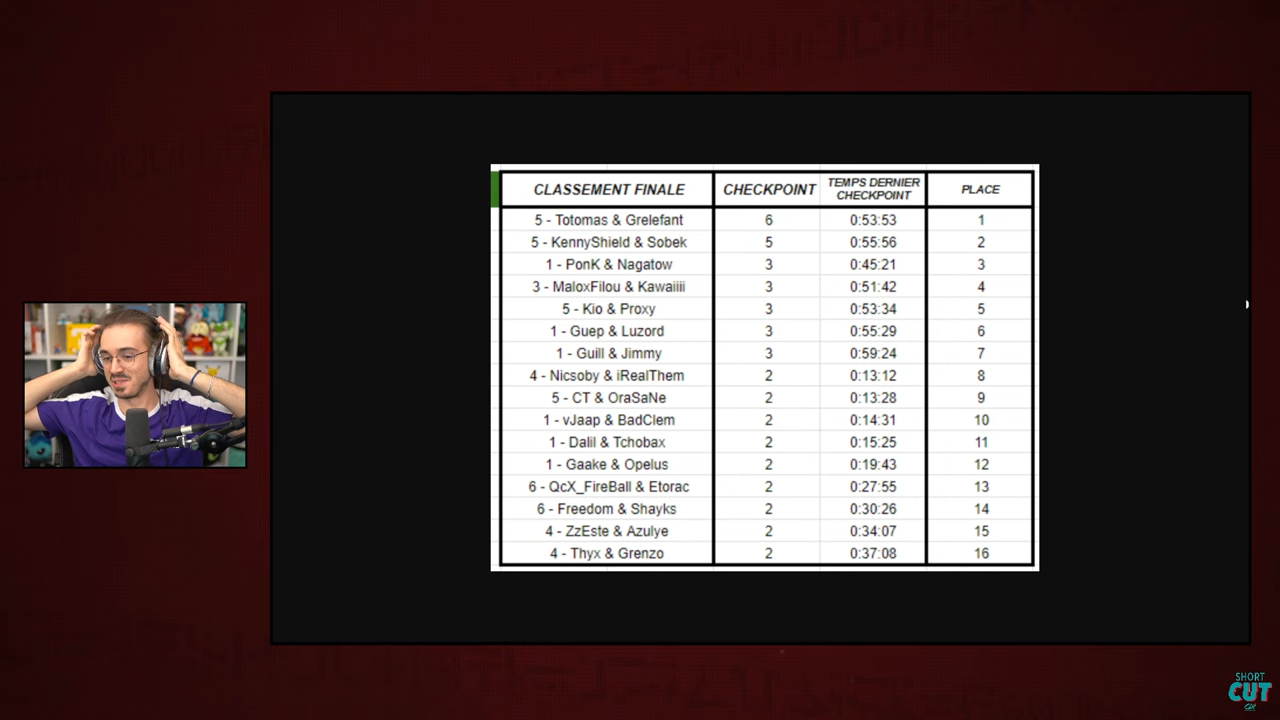 CLASSEMENT FINALE CHECKPOINT TEMPS DERNIER CHECKPOINT PLACE
5 - Totomas & Grelefant 6 0:53:53 1
5 - KennyShield & Sobek 5 0:55:56 2
1 - PonK & Nagatow 3 0:45:21 3
3 - MaloxFilou & Kawaiiii 3 0:51:42 4
5 - Kio & Proxy 3 0:53:34 5
1 - Guep & Luzord 3 0:55:29 6
1 - Guill & Jimmy 3 0:59:24 7
4 - Nicsoby & iRealThem 2 0:13:12 8
5 - CT & OraSaNe 2 0:13:28 9
1 - vJaap & BadClem 2 0:14:31 10
1 - Dalil & Tchobax 2 0:15:25 11
1 - Gaake & Opelus 2 0:19:43 12
6 - QcX_FireBall & Etorac 2 0:27:55 13
6 - Freedom & Shayks 2 0:30:26 14
4 - ZzEste & Azulye 2 0:34:07 15
4 - Thyx & Grenzo 2 0:37:08 16
SHORT
CUT